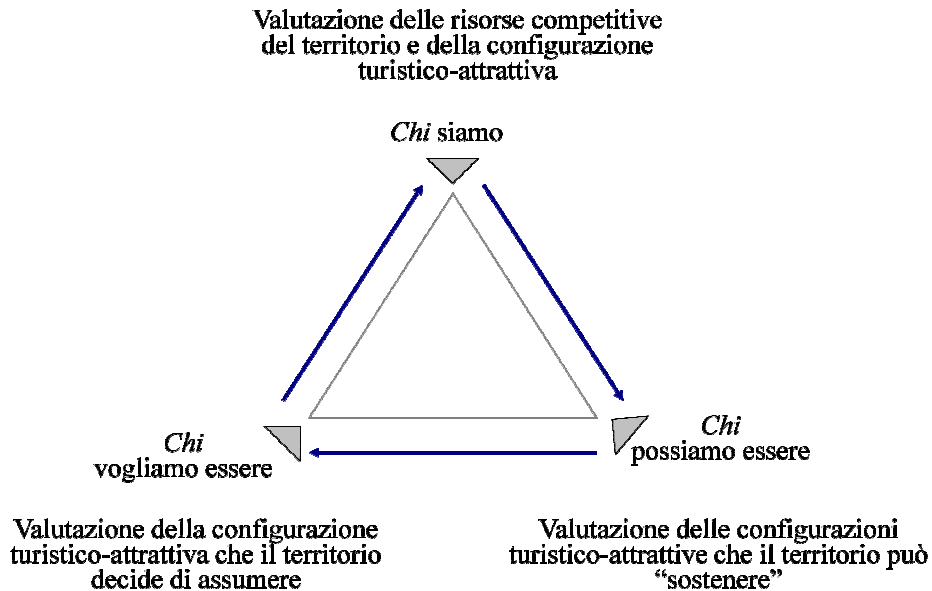 Valutazione delle risorse competitive
del territorio e della configurazione
turistico-attrattiva
Chi siamo
Chi
vogliamo essere
Chi
possiamo essere
Valutazione della configurazione
turistico-attrattiva che il territorio
decide di assumere
Valutazione delle configurazioni
turistico-attrattive che il territorio può
“sostenere”